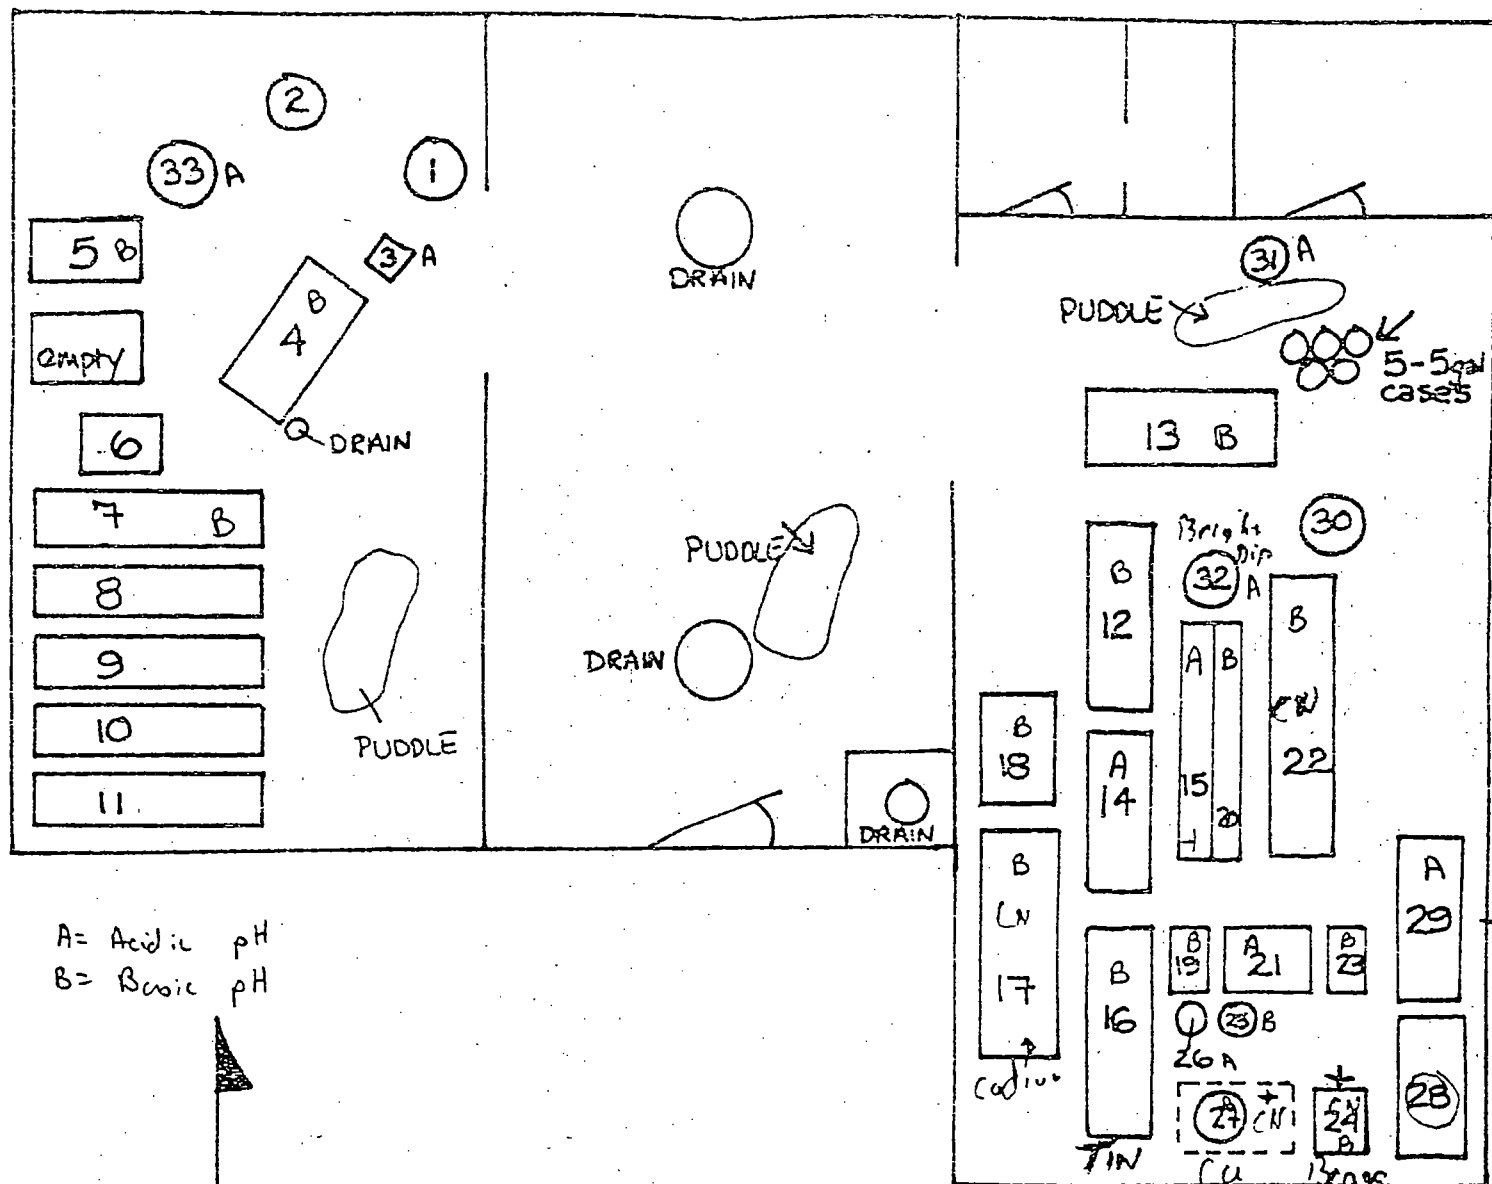 2
33 A
1
5 B
3 A
B
4
empty
6
DRAIN
7 B
8
9
10
11
PUDDLE
DRAIN
PUDDLE
DRAIN
DRAIN
31 A
PUDDLE
5-5gal
cases
13 B
30
Bright
Dip
32 A
B
12
B
CN
22
A B
15
20
B
18
A
14
B
CN
17
B
16
TIN
B
19
A
21
B
23
A
29
B
26 A
27
+
CN
Cu
+
CN
24
B
Brass
28
A= Acidic pH
B= Basic pH